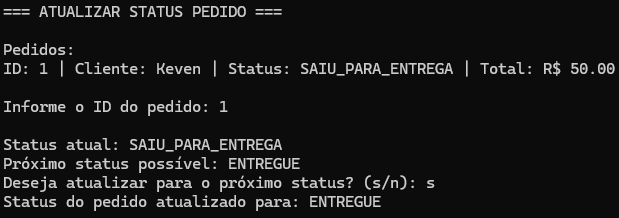 === ATUALIZAR STATUS PEDIDO ===
Pedidos:
ID: 1 | Cliente: Keven | Status: SAIU_PARA_ENTREGA | Total: R$ 50.00
Informe o ID do pedido: 1
Status atual: SAIU_PARA_ENTREGA
Próximo status possível: ENTREGUE
Deseja atualizar para o próximo status? (s/n): s
Status do pedido atualizado para: ENTREGUE